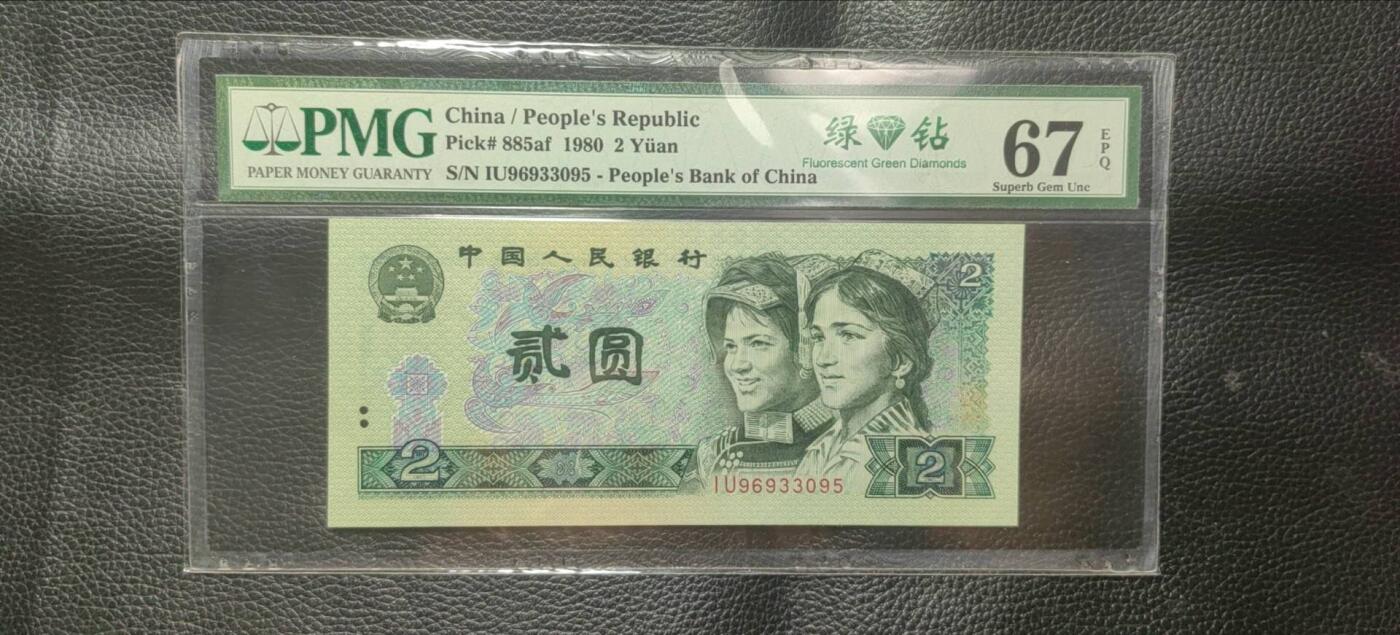 PMG
PAPER MONEY GUARANTY
China / People's Republic
Pick# 885af 1980 2 Yüan
S/N IU96933095 - People's Bank of China
绿钻
Fluorescent Green Diamonds
67
EPQ
Superb Gem Unc
中国人民银行
2
贰圆
2
2
IU96933095